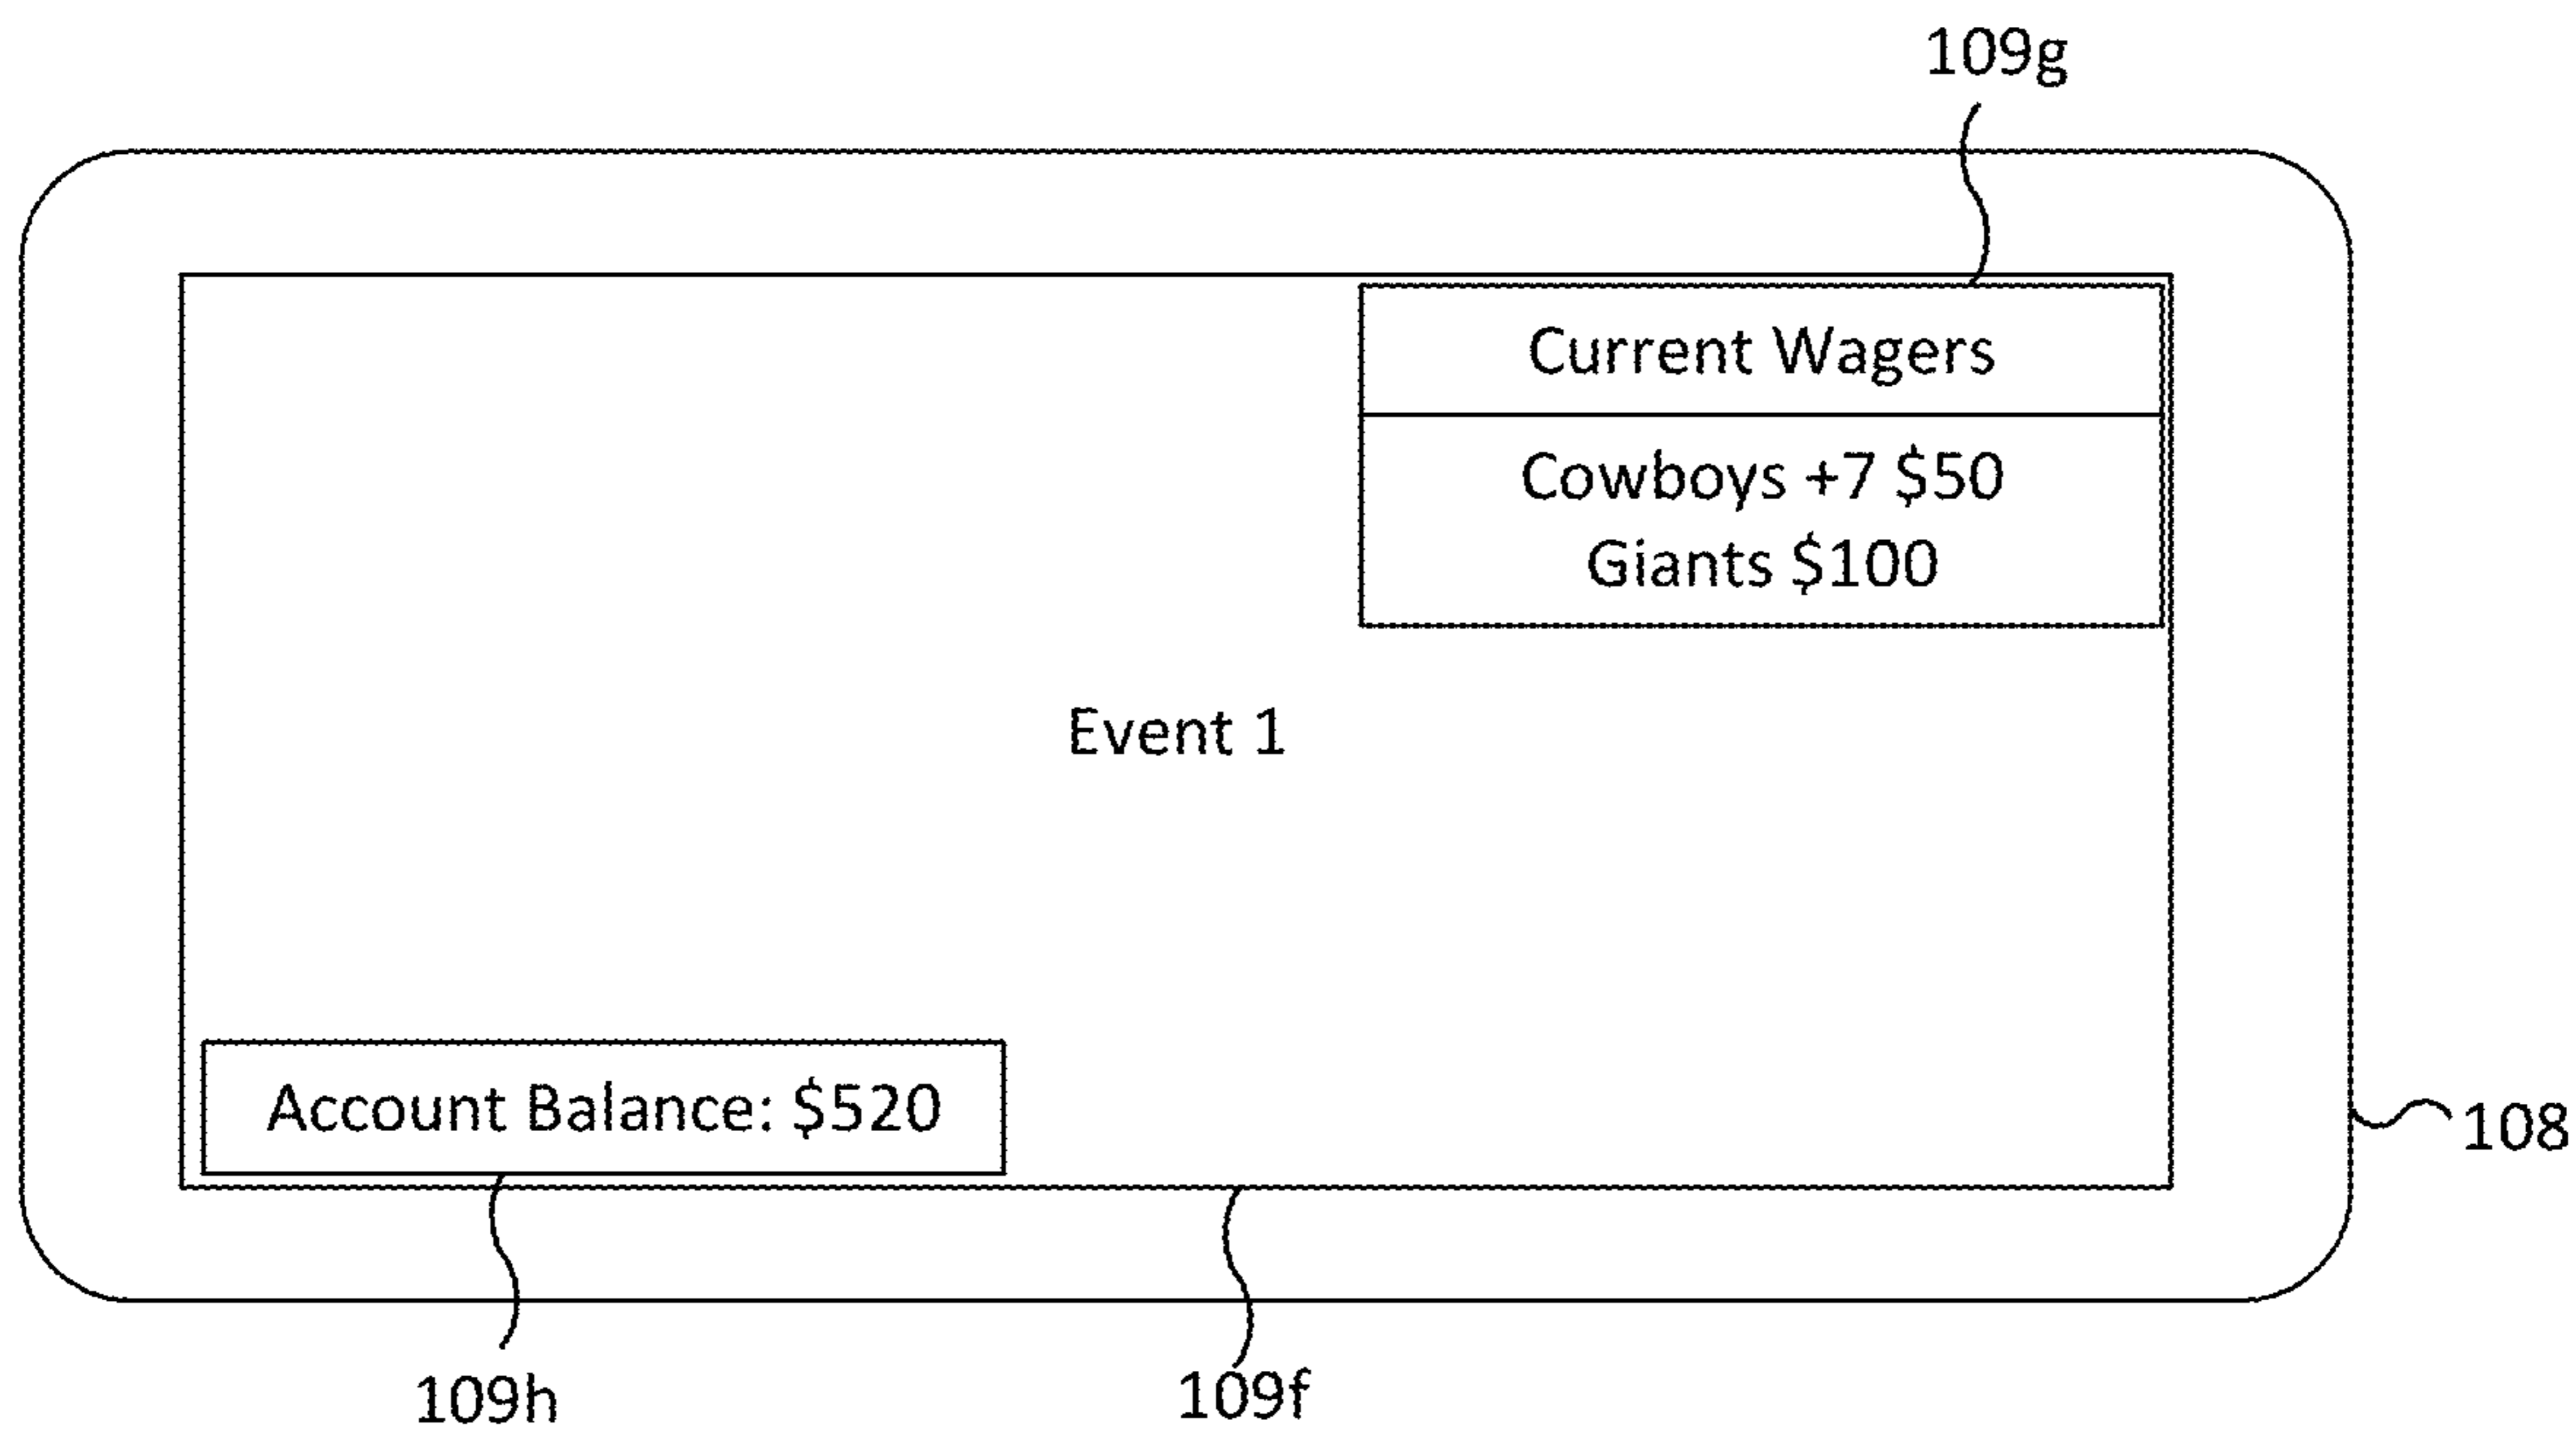 109g
Current Wagers
Cowboys +7 $50
Giants $100
Event 1
Account Balance: $520
108
109h
109f